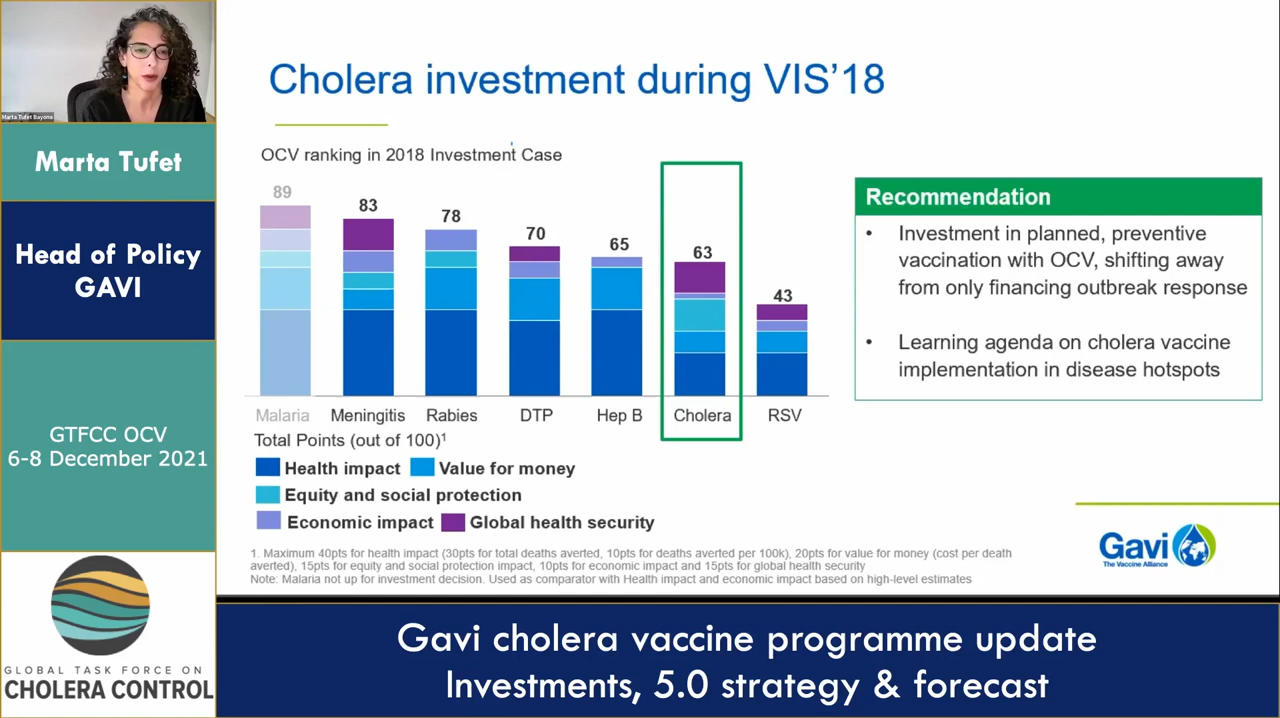 Marta Tufet Bayona
Marta Tufet
Head of Policy
GAVI
GTFCC OCV
6-8 December 2021
GLOBAL TASK FORCE ON
CHOLERA CONTROL
Cholera investment during VIS’18
OCV ranking in 2018 Investment Case
89
83
78
70
65
63
43
Malaria
Meningitis
Rabies
DTP
Hep B
Cholera
RSV
Total Points (out of 100)¹
Health impact
Value for money
Equity and social protection
Economic impact
Global health security
1. Maximum 40pts for health impact (30pts for total deaths averted, 10pts for deaths averted per 100k), 20pts for value for money (cost per death
averted), 15pts for equity and social protection impact, 10pts for economic impact and 15pts for global health security
Note: Malaria not up for investment decision. Used as comparator with Health impact and economic impact based on high-level estimates
Recommendation
• Investment in planned, preventive
vaccination with OCV, shifting away
from only financing outbreak response
• Learning agenda on cholera vaccine
implementation in disease hotspots
Gavi
The Vaccine Alliance
Gavi cholera vaccine programme update
Investments, 5.0 strategy & forecast